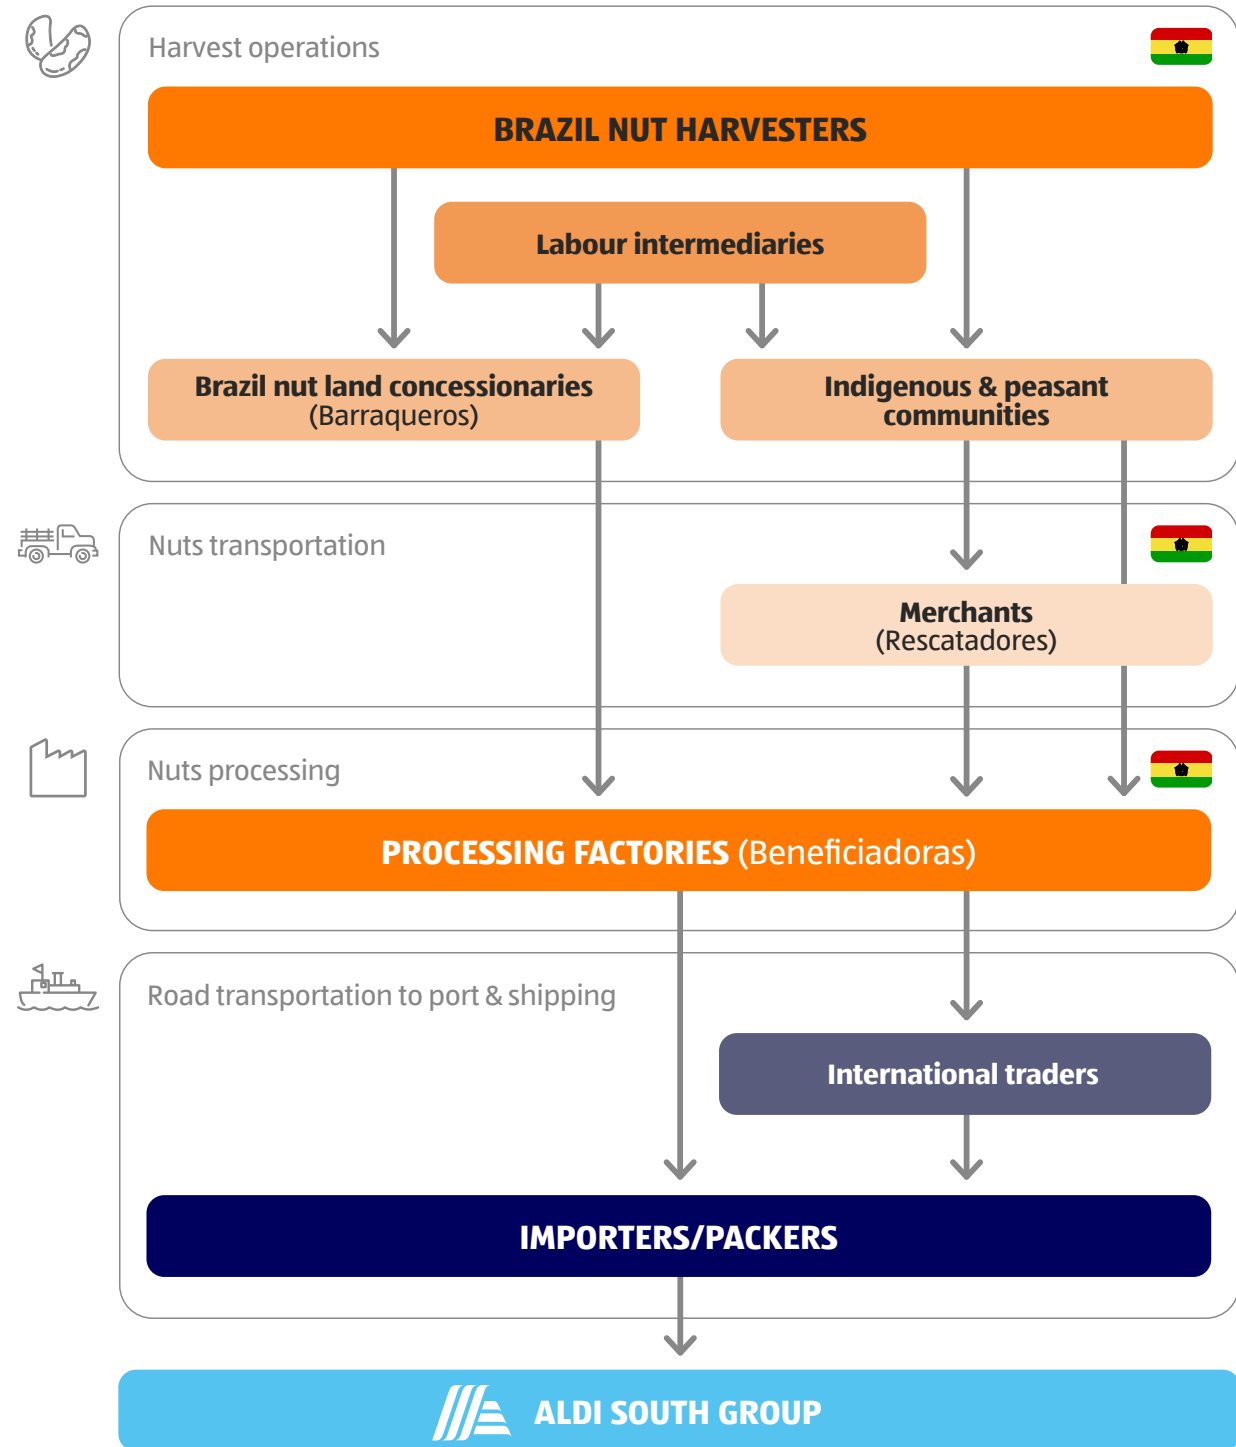 Harvest operations
BRAZIL NUT HARVESTERS
Labour intermediaries
Brazil nut land concessionaries
(Barraqueros)
Indigenous & peasant
communities
Nuts transportation
Merchants
(Rescatadores)
Nuts processing
PROCESSING FACTORIES (Beneficiadoras)
Road transportation to port & shipping
International traders
IMPORTERS/PACKERS
ALDI SOUTH GROUP